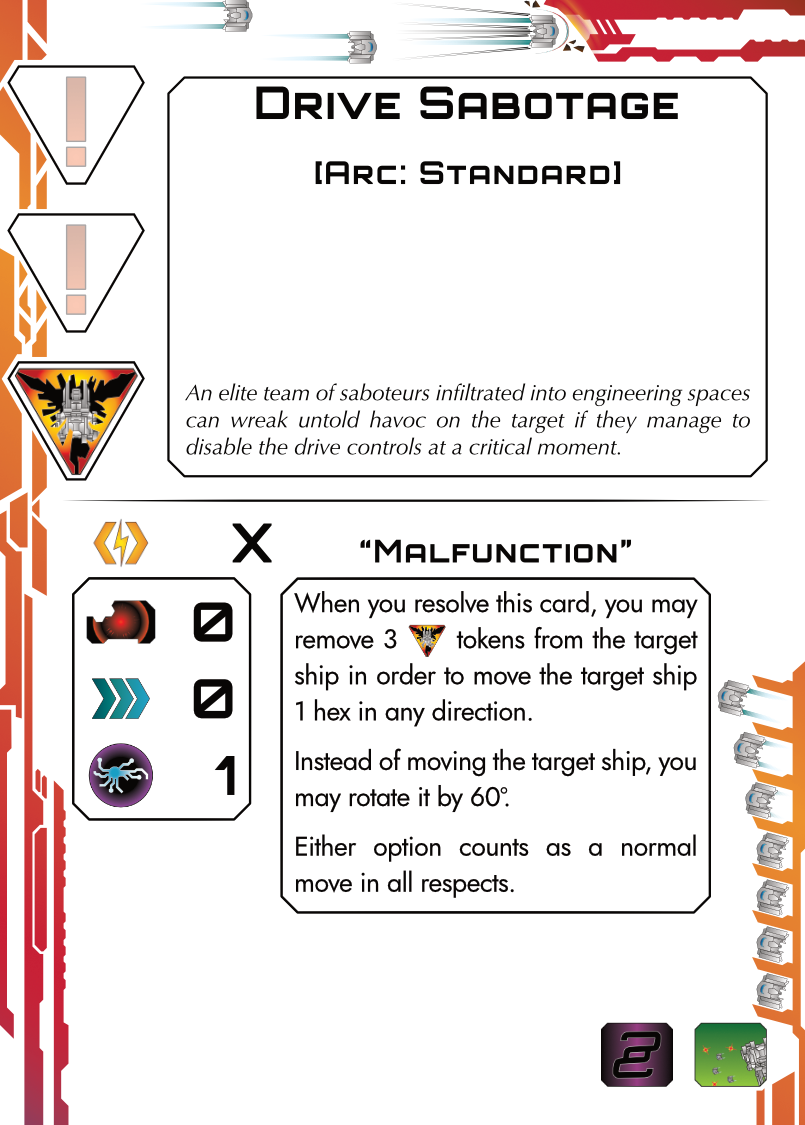 Drive Sabotage
[Arc: Standard]
An elite team of saboteurs infiltrated into engineering spaces
can wreak untold havoc on the target if they manage to
disable the drive controls at a critical moment.
X
“Malfunction”
0
0
1
When you resolve this card, you may
remove 3 tokens from the target
ship in order to move the target ship
1 hex in any direction.
Instead of moving the target ship, you
may rotate it by 60°.
Either option counts as a normal
move in all respects.
2